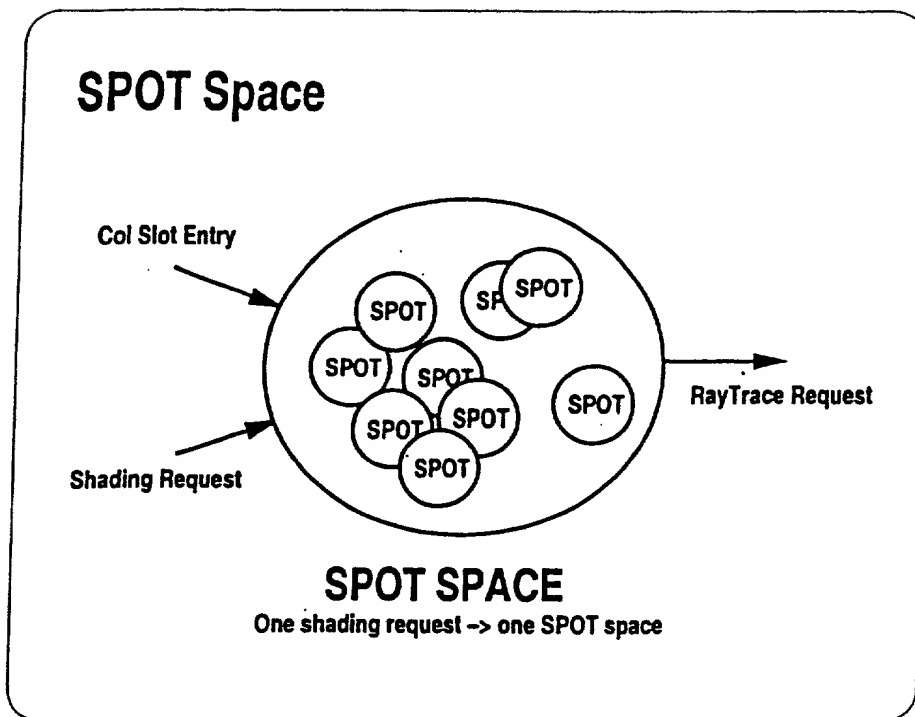 SPOT Space
Col Slot Entry
SPOT
SPOT
SPOT
SPOT
SPOT
SPOT
SPOT
SPOT
SPOT
RayTrace Request
Shading Request
SPOT SPACE
One shading request -> one SPOT space